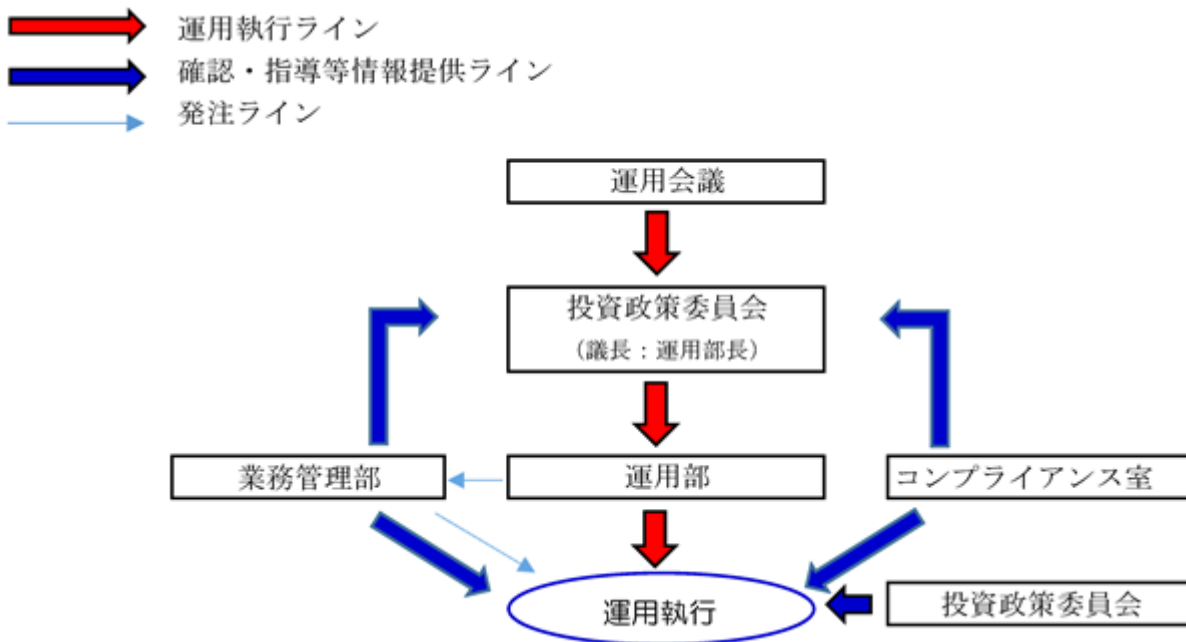 運用執行ライン
確認・指導等情報提供ライン
発注ライン
運用会議
投資政策委員会
(議長：運用部長)
業務管理部
運用部
コンプライアンス室
運用執行
投資政策委員会